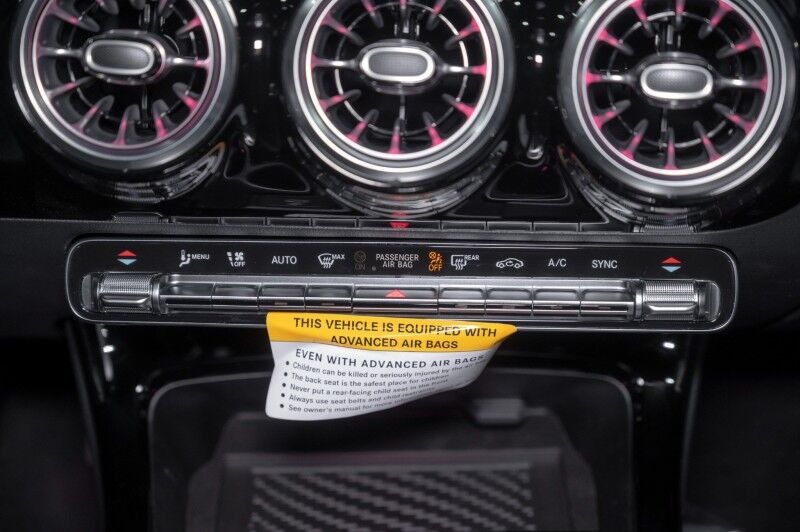 MENU OFF AUTO MAX ON PASSENGER AIR BAG OFF REAR A/C SYNC
THIS VEHICLE IS EQUIPPED WITH
ADVANCED AIR BAGS
EVEN WITH ADVANCED AIR BAGS
• Children can be killed or seriously injured by the air
• The back seat is the safest place for children
• Never put a rear-facing child seat in the front
• Always use seat belts and child
• See owner's manual for more